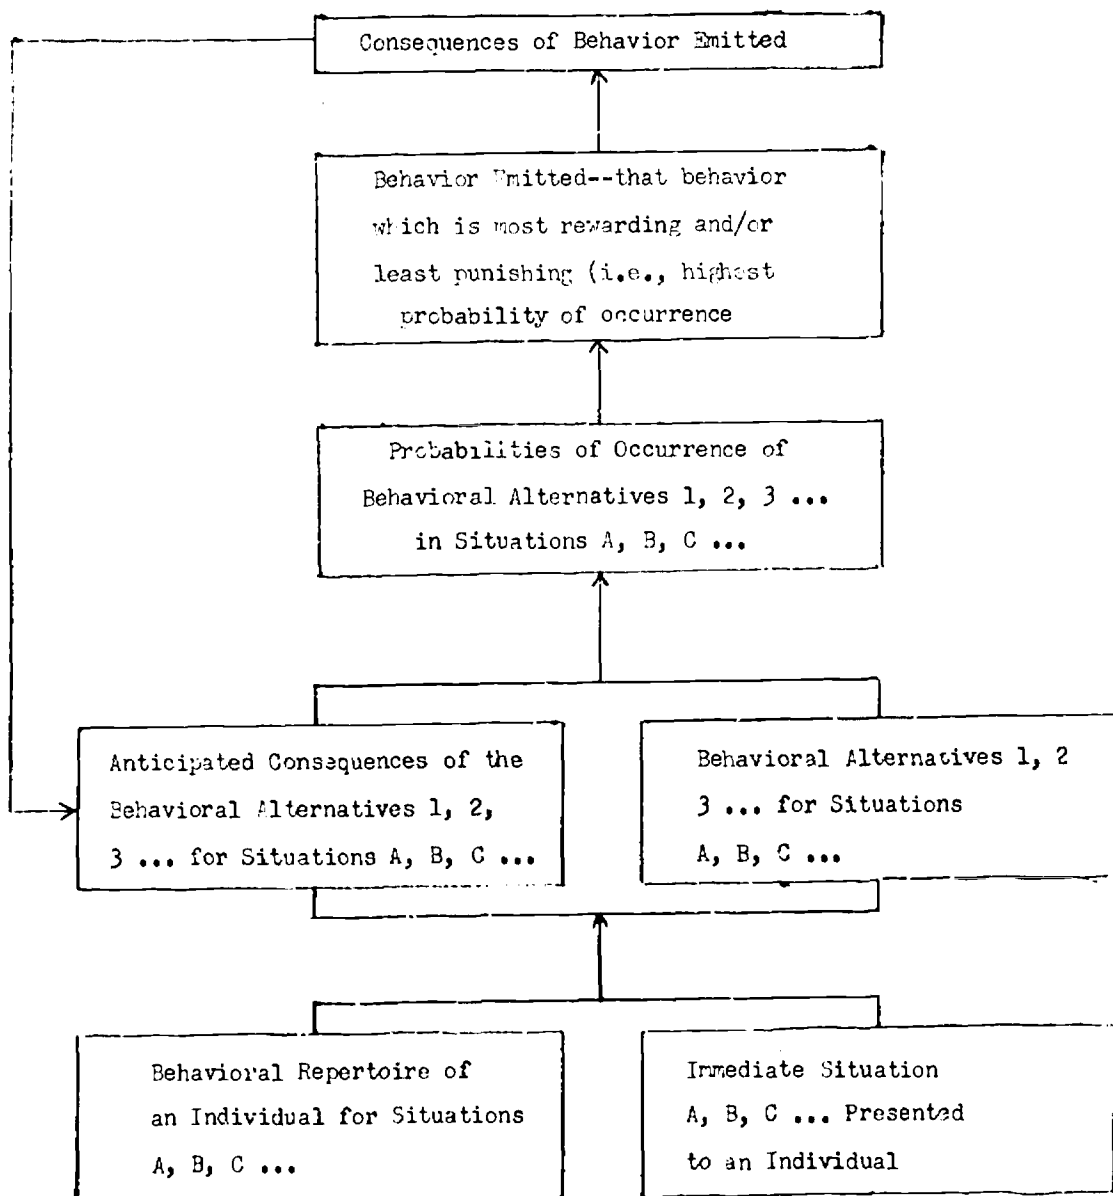 Consequences of Behavior Emitted
Behavior Emitted--that behavior
which is most rewarding and/or
least punishing (i.e., highest
probability of occurrence
Probabilities of Occurrence of
Behavioral Alternatives 1, 2, 3 ...
in Situations A, B, C ...
Anticipated Consequences of the
Behavioral Alternatives 1, 2,
3 ... for Situations A, B, C ...
Behavioral Alternatives 1, 2
3 ... for Situations
A, B, C ...
Behavioral Repertoire of
an Individual for Situations
A, B, C ...
Immediate Situation
A, B, C ... Presented
to an Individual